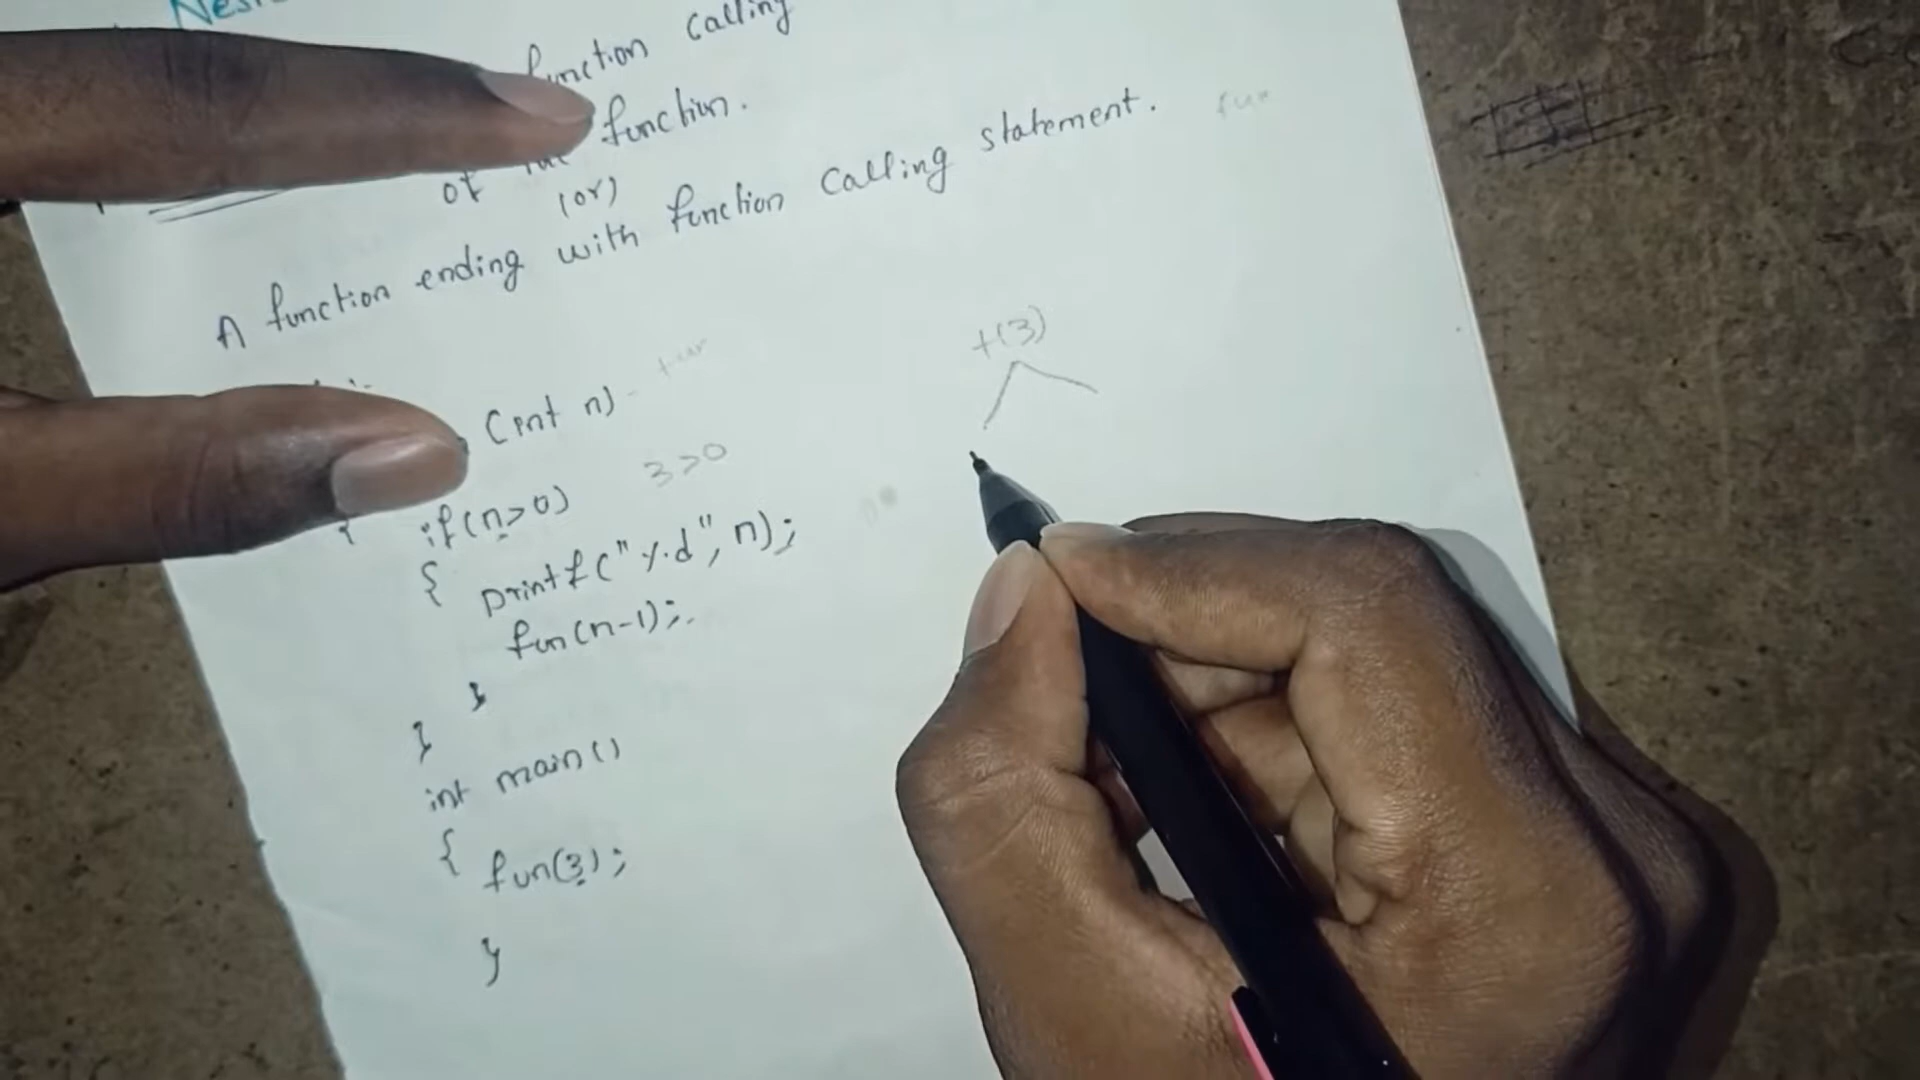 function calling
of function.
(or)
A function ending with function calling statement. fun
f(3)
(int n)
{ if(n>0) 3>0
{ printf("%d", n);
fun(n-1);
}
}
int main()
{ fun(3);
}